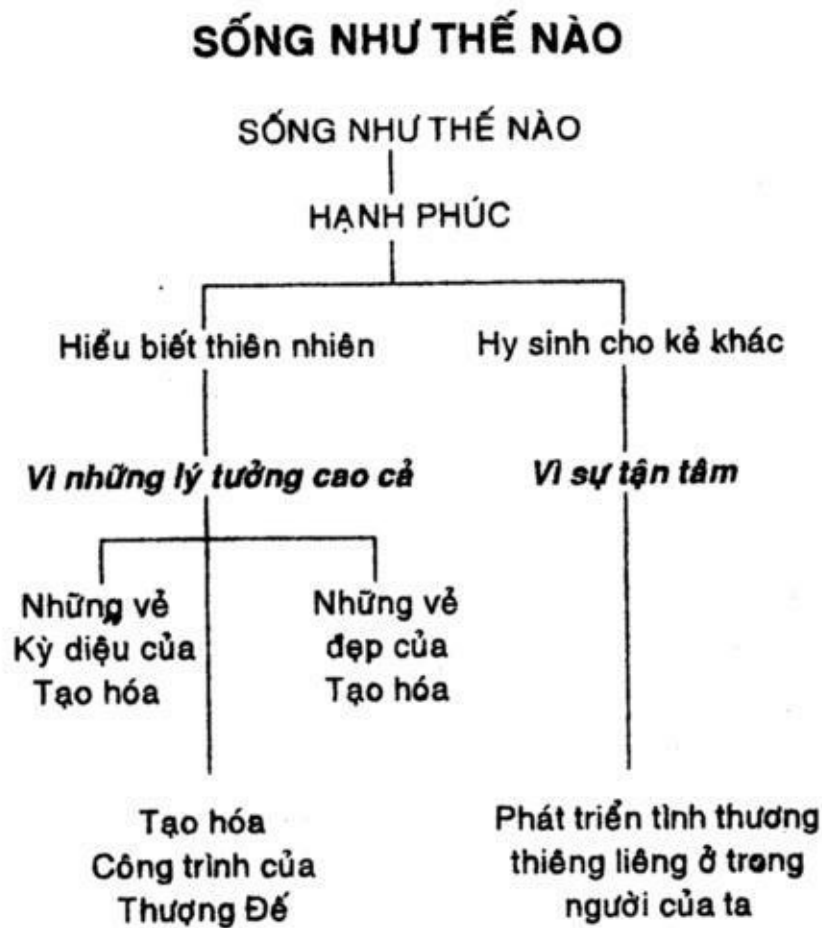 SỐNG NHƯ THẾ NÀO
SỐNG NHƯ THẾ NÀO
HẠNH PHÚC
Hiểu biết thiên nhiên
Hy sinh cho kẻ khác
Vì những lý tưởng cao cả
Vì sự tận tâm
Những vẻ
Kỳ diệu của
Tạo hóa
Những vẻ
đẹp của
Tạo hóa
Tạo hóa
Công trình của
Thượng Đế
Phát triển tình thương
thiêng liêng ở trong
người của ta